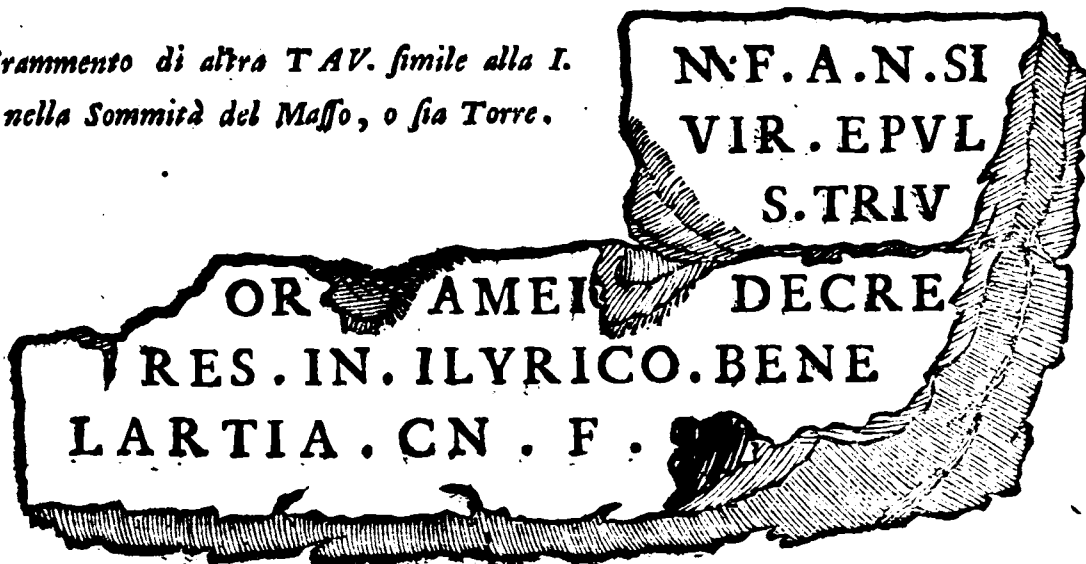 rammento di altra TAV. simile alla I.
nella Sommità del Masso, o sia Torre.
M.F.A.N.SI
VIR.EPVL
S.TRIV
OR AMEI DECRE
RES.IN.ILYRICO.BENE
LARTIA.CN.F.